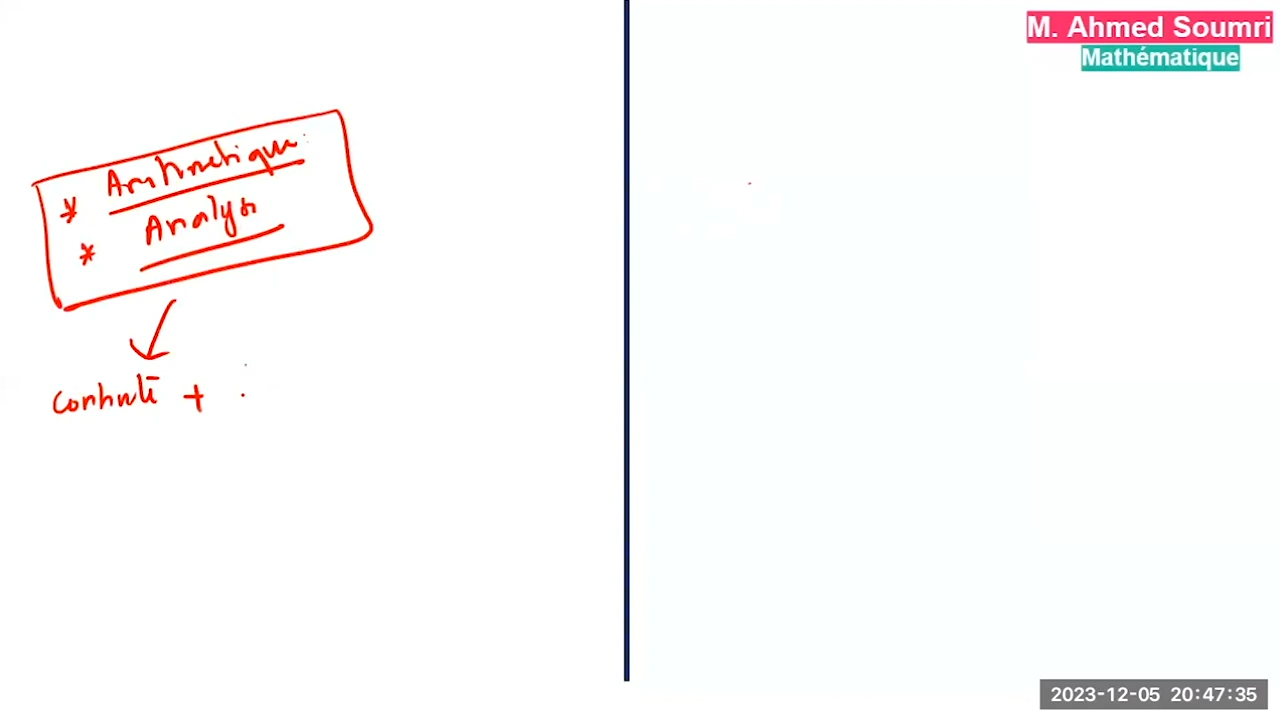 M. Ahmed Soumri
Mathématique
* Arithmetique
* Analyse
continuité +
2023-12-05 20:47:35